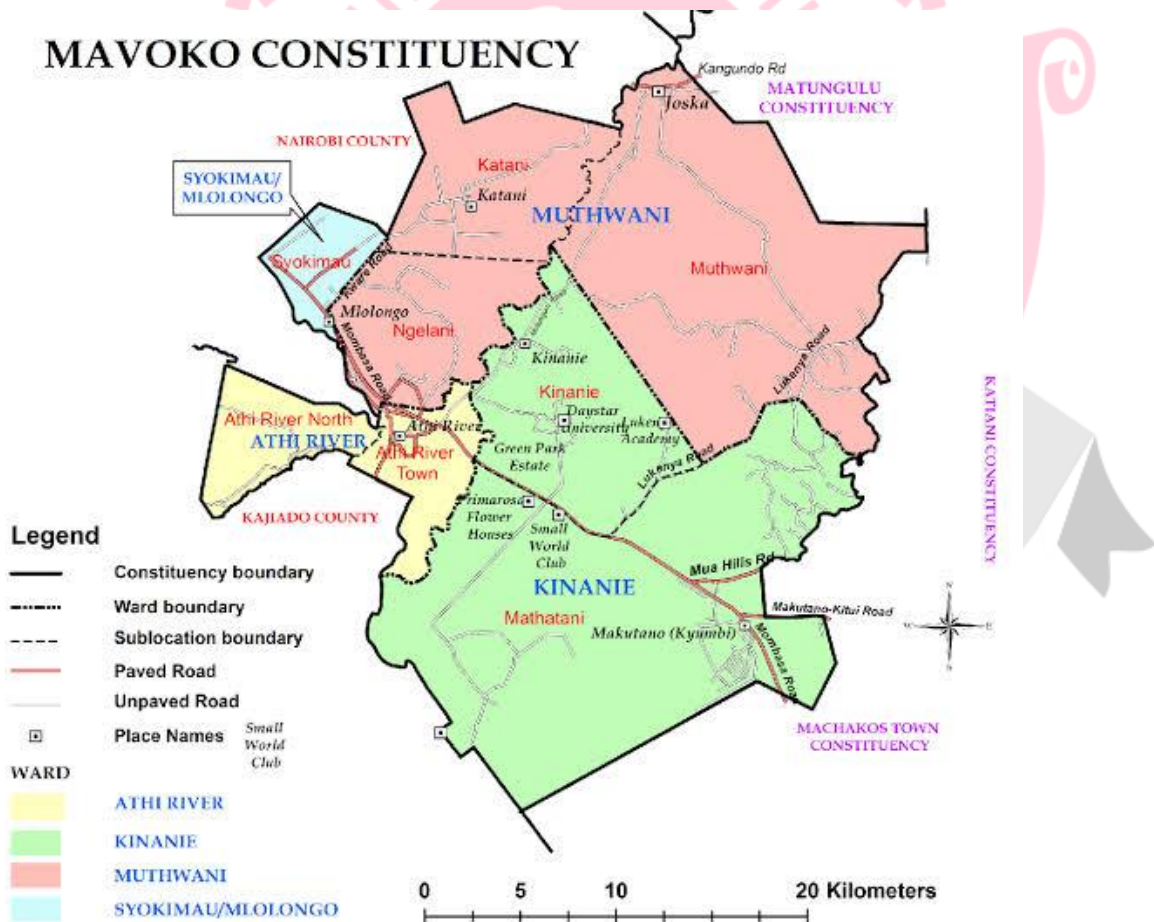 MAVOKO CONSTITUENCY
Kangundo Rd
Joska
MATUNGULU
CONSTITUENCY
NAIROBI COUNTY
SYOKIMAU/
MLOLONGO
Katani
Katani
MUTHWANI
Syokimau
Kware Road
Muthwani
Mlolongo
Ngelani
Mombasa Road
Kinanie
Lukenya Road
KATIANI CONSTITUENCY
Kinanie
Athi River North
ATHI RIVER
Athi River
Daystar
University
Luken
Academy
Athi River
Town
Green Park
Estate
Lukenya Road
KAJIADO COUNTY
Primarosa
Flower
Houses
Small
World
Club
Mua Hills Rd
KINANIE
N
W
E
S
Makutano-Kitui Road
Mathatani
Makutano (Kyumbi)
Mombasa Road
MACHAKOS TOWN
CONSTITUENCY
Legend
Constituency boundary
Ward boundary
Sublocation boundary
Paved Road
Unpaved Road
Place Names
Small
World
Club
WARD
ATHI RIVER
KINANIE
MUTHWANI
SYOKIMAU/MLOLONGO
0 5 10 20 Kilometers